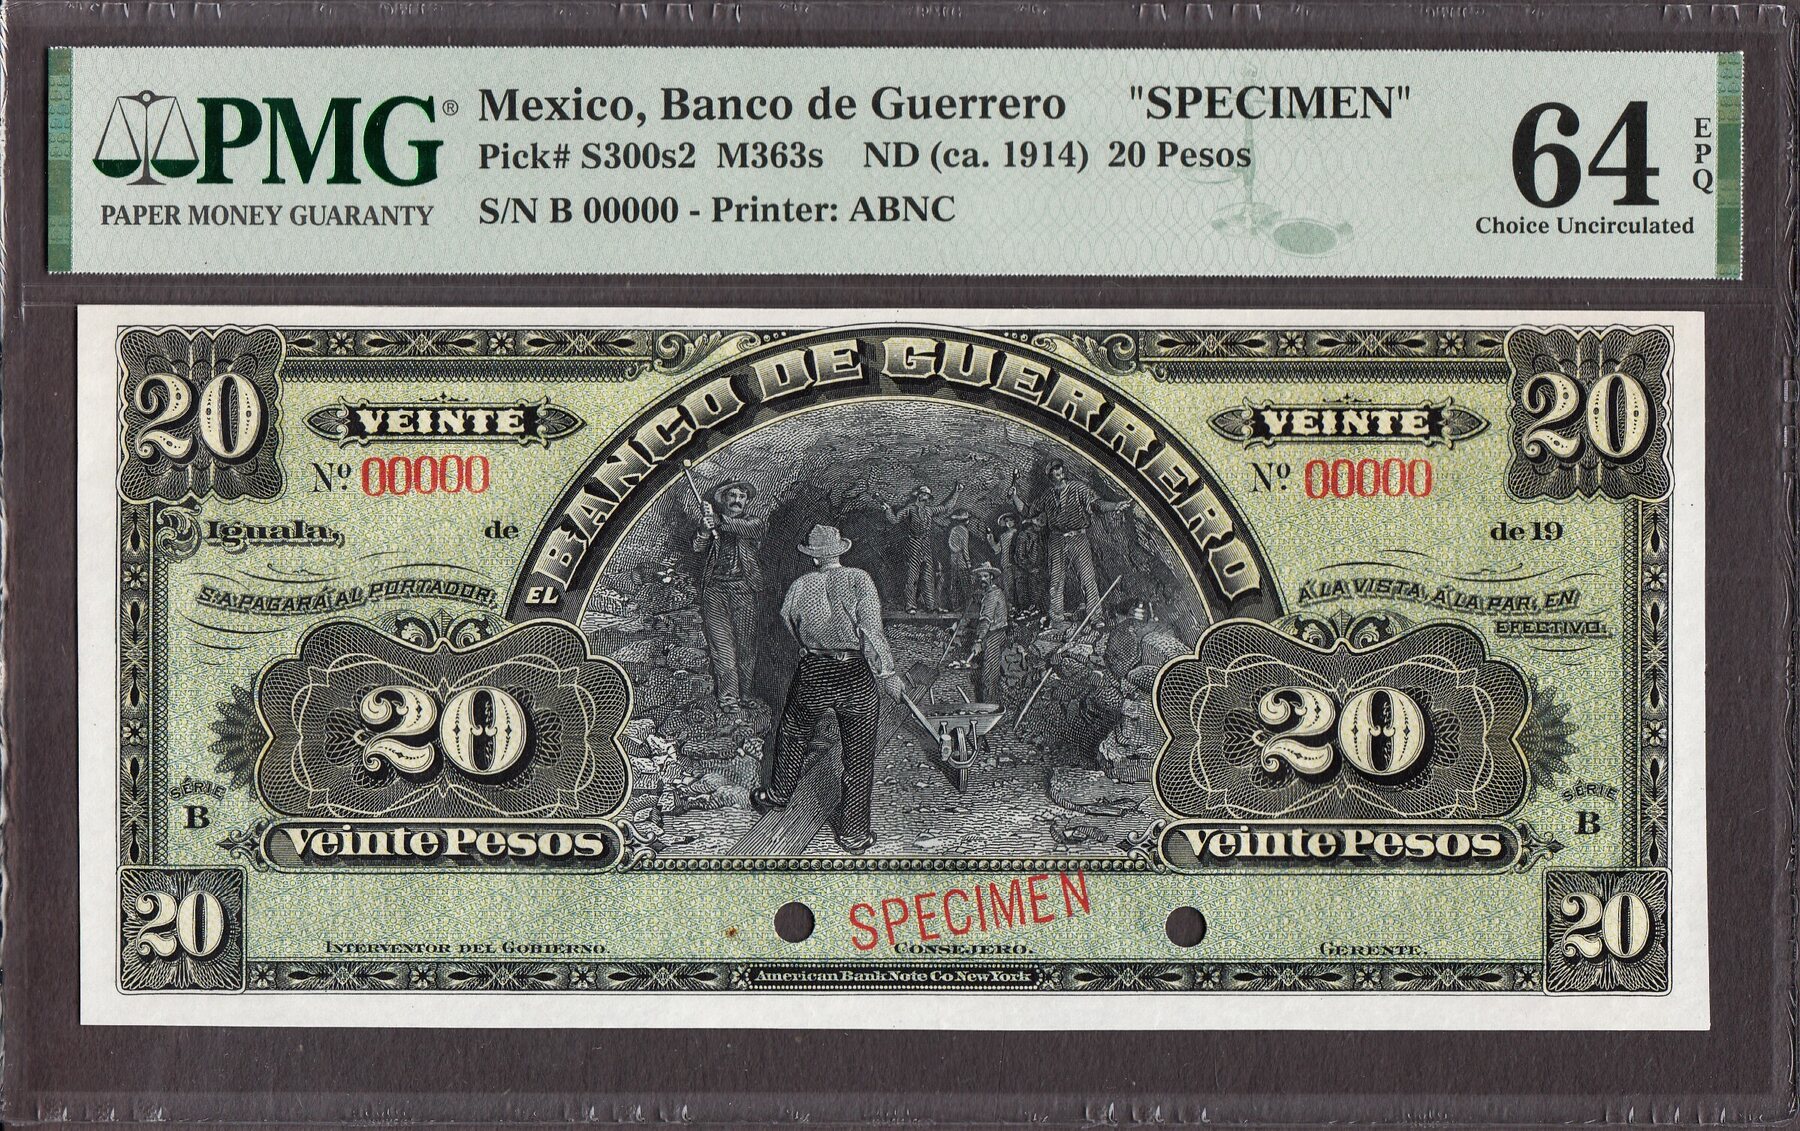 PMG®
PAPER MONEY GUARANTY
Mexico, Banco de Guerrero "SPECIMEN"
Pick# S300s2 M363s ND (ca. 1914) 20 Pesos
S/N B 00000 - Printer: ABNC
64
EPQ
Choice Uncirculated
20
20
EL BANCO DE GUERRERO
VEINTE
VEINTE
Nº 00000
Nº 00000
Iguala, de
de 19
S.A. PAGARÁ AL PORTADOR,
Á LA VISTA, Á LA PAR, EN
EFECTIVO.
20
20
SÉRIE
B
SÉRIE
B
Veinte Pesos
Veinte Pesos
20
20
SPECIMEN
INTERVENTOR DEL GOBIERNO.
CONSEJERO.
GERENTE.
American Bank Note Co. New York